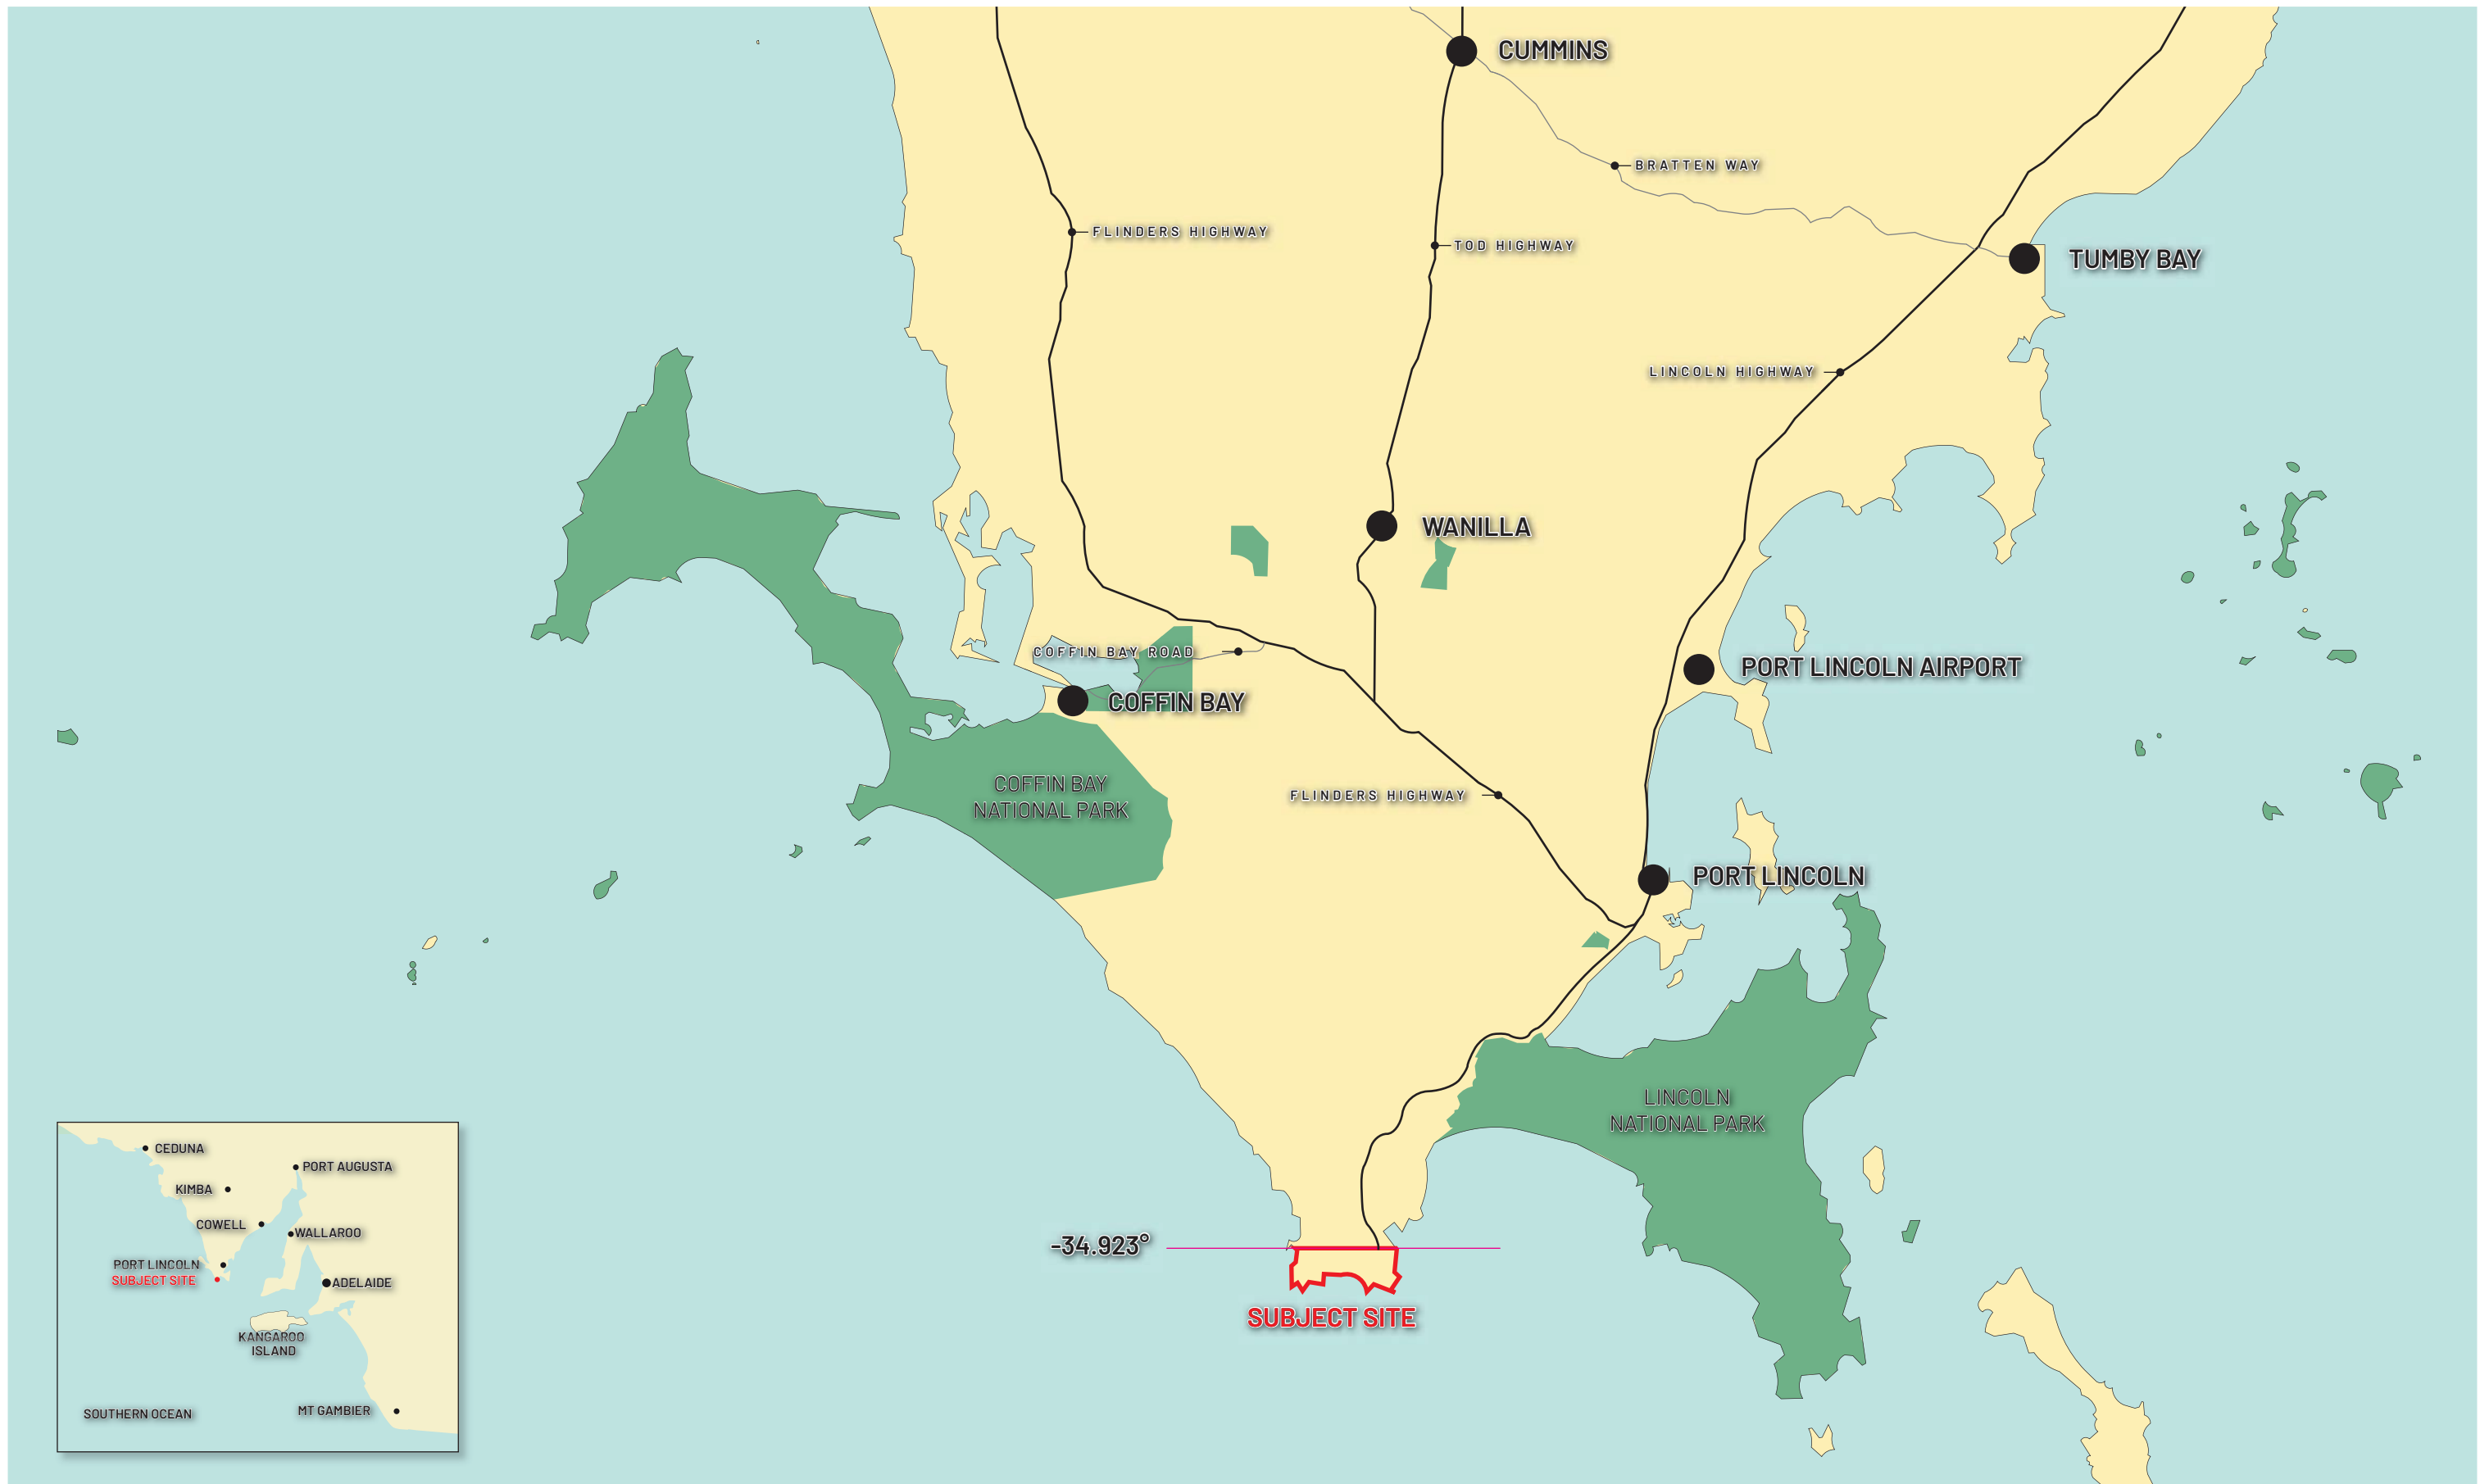 CUMMINS
BRATTEN WAY
FLINDERS HIGHWAY
TOD HIGHWAY
TUMBY BAY
LINCOLN HIGHWAY
WANILLA
COFFIN BAY ROAD
PORT LINCOLN AIRPORT
COFFIN BAY
COFFIN BAY
NATIONAL PARK
FLINDERS HIGHWAY
PORT LINCOLN
LINCOLN
NATIONAL PARK
-34.923°
SUBJECT SITE
CEDUNA
PORT AUGUSTA
KIMBA
COWELL
WALLAROO
PORT LINCOLN
SUBJECT SITE
ADELAIDE
KANGAROO
ISLAND
MT GAMBIER
SOUTHERN OCEAN